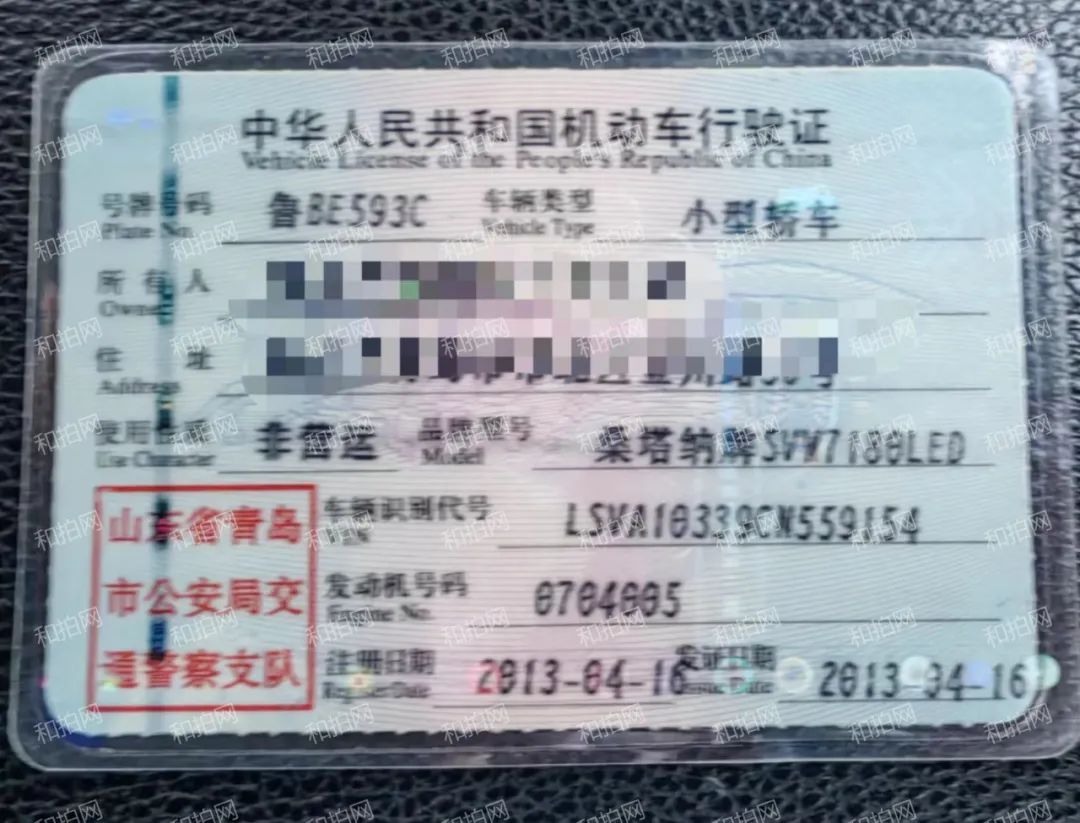 中华人民共和国机动车行驶证
Vehicle License of the People's Republic of China
号牌号码 鲁BE593C 车辆类型 小型轿车
Plate No. Vehicle Type
所有人
Owner
住址
Address
使用性质 非营运 品牌型号 桑塔纳牌SVW7180LED
Use Character Model
山东省青岛 车辆识别代号
市公安局交 发动机号码 0704005
Engine No.
通警察支队 注册日期 2013-04-16 发证日期 2013-04-16
Register Date Issue Date
和拍网